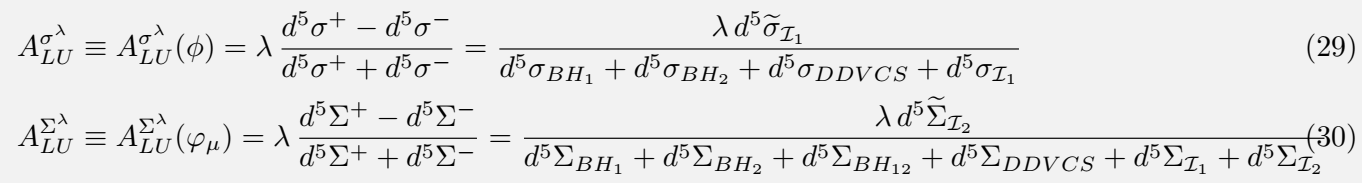 $A_{LU}^{\sigma^\lambda} \equiv A_{LU}^{\sigma^\lambda}(\phi) = \lambda \, \frac{d^5\sigma^+ - d^5\sigma^-}{d^5\sigma^+ + d^5\sigma^-} = \frac{\lambda \, d^5\widetilde{\sigma}_{\mathcal{I}_1}}{d^5\sigma_{BH_1} + d^5\sigma_{BH_2} + d^5\sigma_{DDVCS} + d^5\sigma_{\mathcal{I}_1}}$ (29)
$A_{LU}^{\Sigma^\lambda} \equiv A_{LU}^{\Sigma^\lambda}(\varphi_\mu) = \lambda \, \frac{d^5\Sigma^+ - d^5\Sigma^-}{d^5\Sigma^+ + d^5\Sigma^-} = \frac{\lambda \, d^5\widetilde{\Sigma}_{\mathcal{I}_2}}{d^5\Sigma_{BH_1} + d^5\Sigma_{BH_2} + d^5\Sigma_{BH_{12}} + d^5\Sigma_{DDVCS} + d^5\Sigma_{\mathcal{I}_1} + d^5\Sigma_{\mathcal{I}_2}}$ (30)